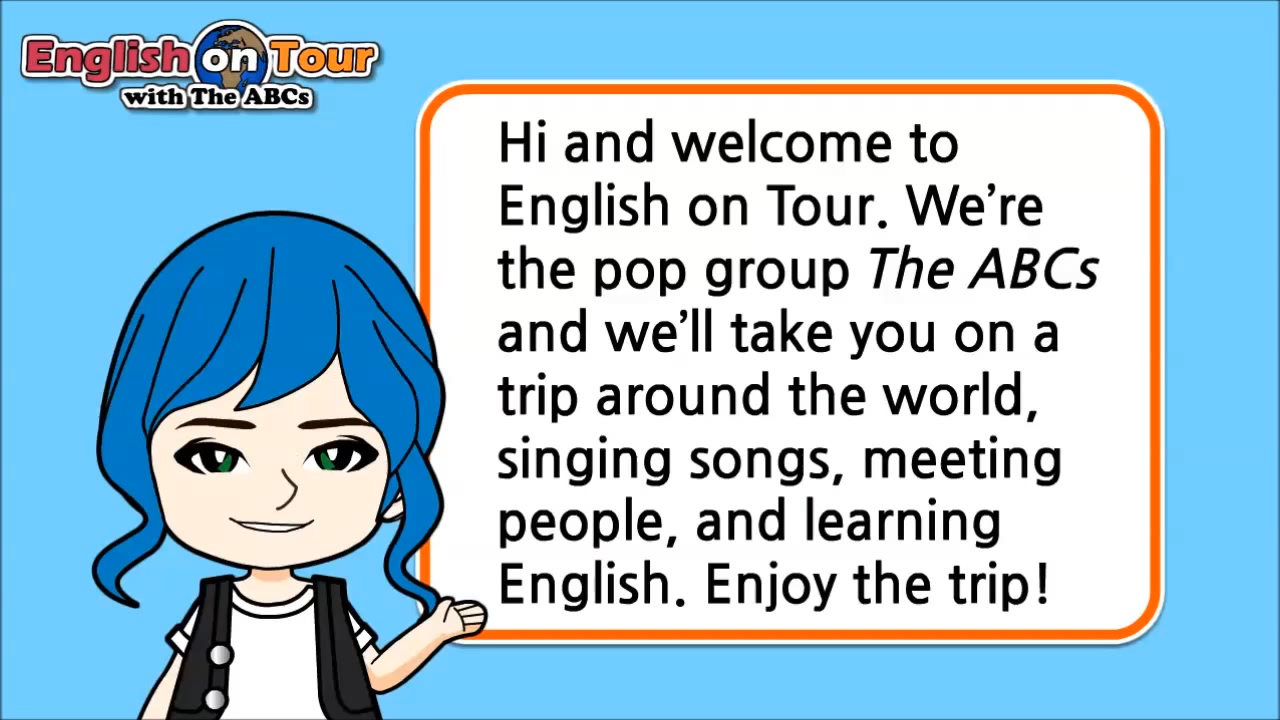 English on Tour
with The ABCs
Hi and welcome to
English on Tour. We’re
the pop group The ABCs
and we’ll take you on a
trip around the world,
singing songs, meeting
people, and learning
English. Enjoy the trip!